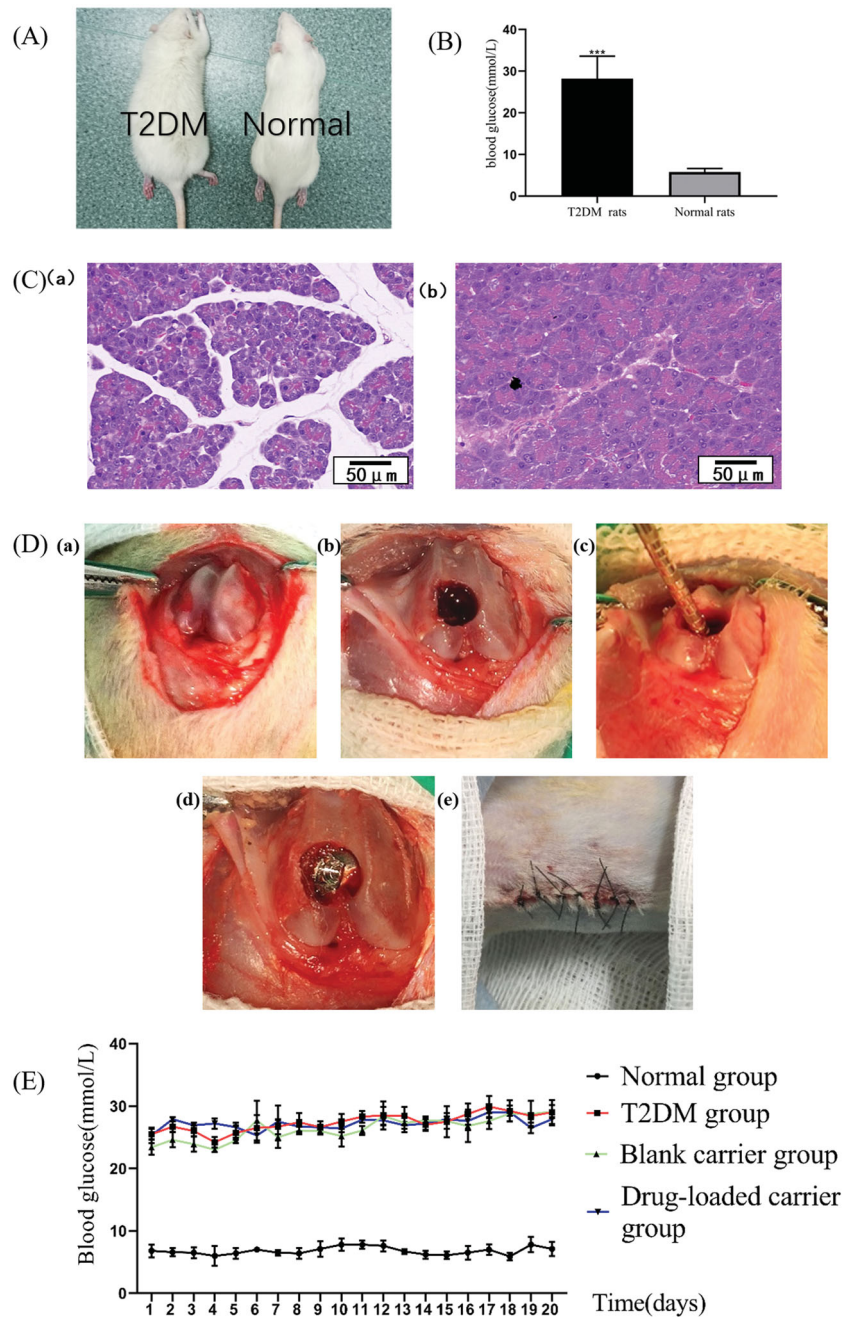 (A)
T2DM Normal
(B)
blood glucose(mmol/L)
40
30
20
10
0
***
T2DM rats
Normal rats
(C)
(a)
50 μm
(b)
50 μm
(D)
(a)
(b)
(c)
(d)
(e)
(E)
Blood glucose(mmol/L)
40
30
20
10
0
1 2 3 4 5 6 7 8 9 10 11 12 13 14 15 16 17 18 19 20
Time(days)
Normal group
T2DM group
Blank carrier group
Drug-loaded carrier
group